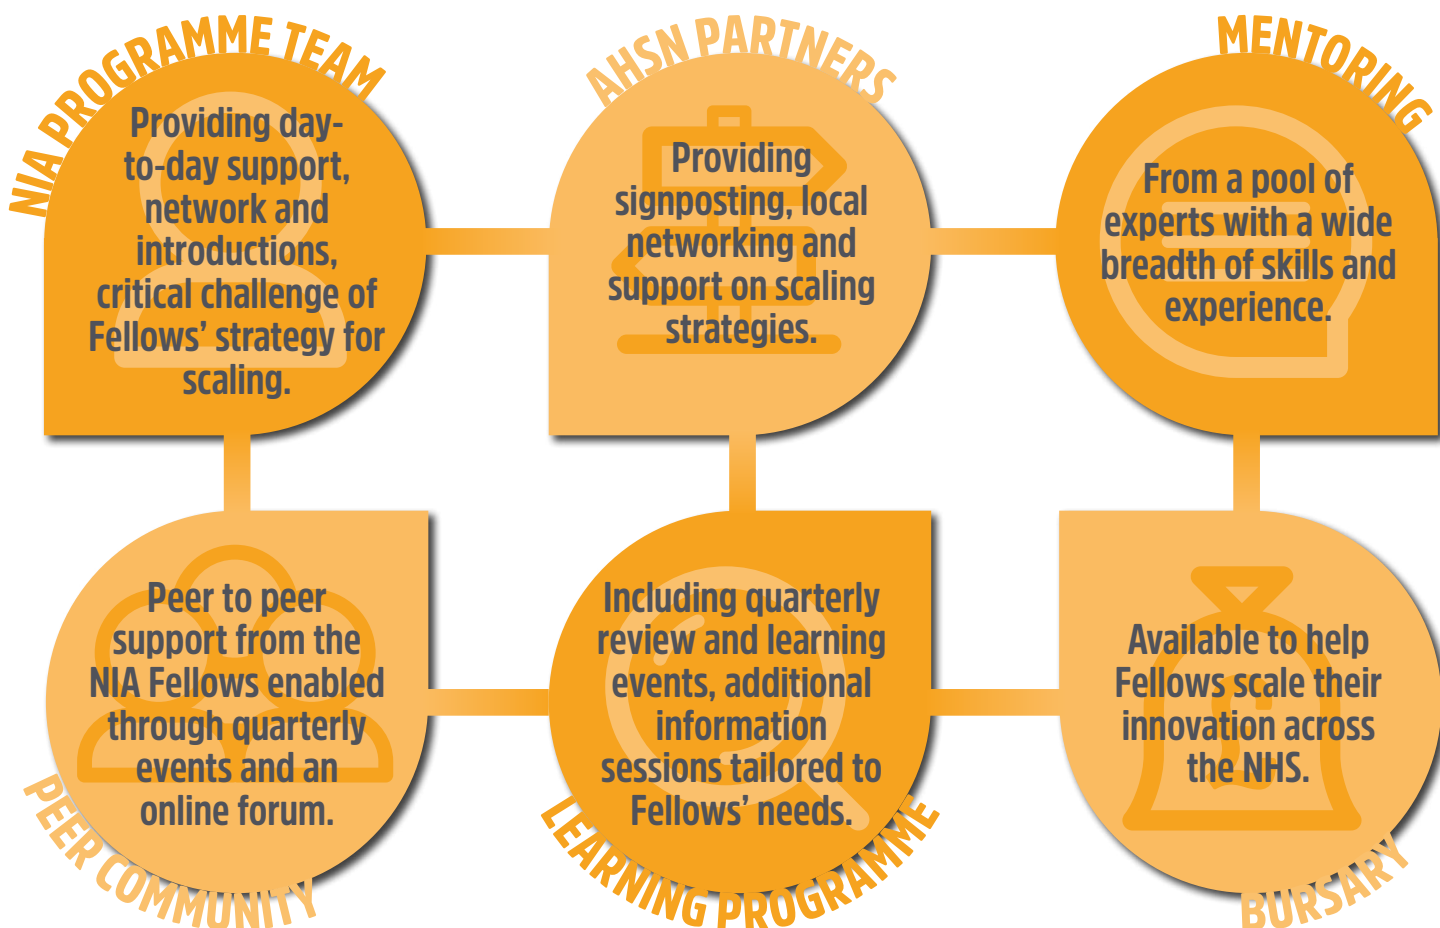 NIA PROGRAMME TEAM
Providing day-
to-day support,
network and
introductions,
critical challenge of
Fellows’ strategy for
scaling.
AHSN PARTNERS
Providing
signposting, local
networking and
support on scaling
strategies.
MENTORING
From a pool of
experts with a wide
breadth of skills and
experience.
Peer to peer
support from the
NIA Fellows enabled
through quarterly
events and an
online forum.
PEER COMMUNITY
Including quarterly
review and learning
events, additional
information
sessions tailored to
Fellows’ needs.
LEARNING PROGRAMME
Available to help
Fellows scale their
innovation across
the NHS.
£
BURSARY